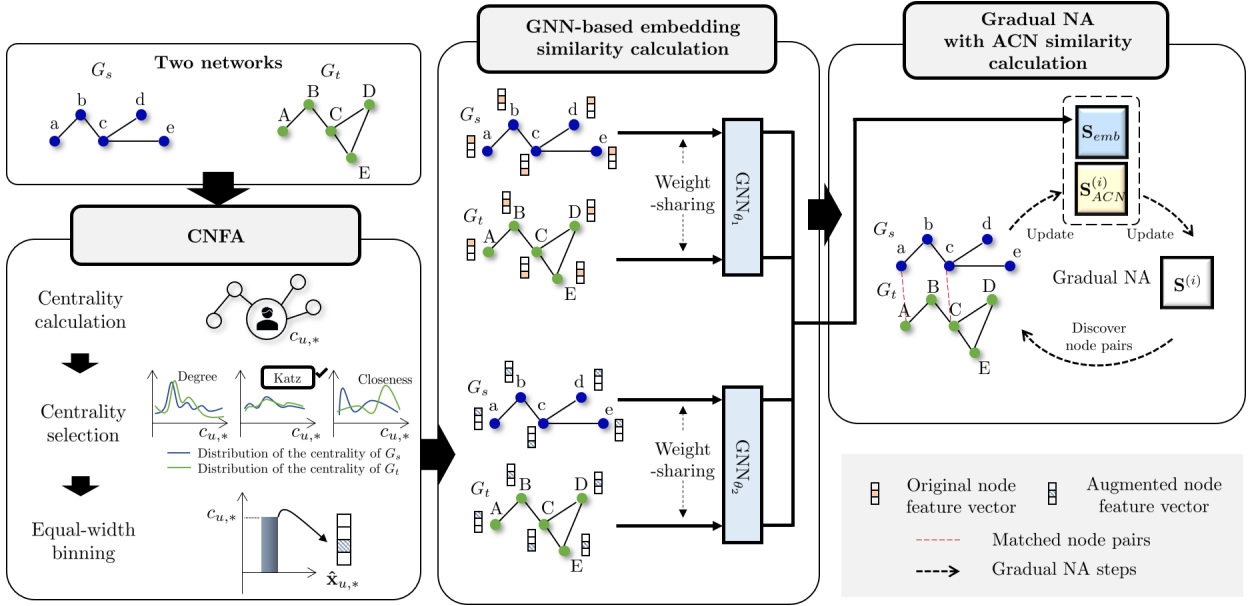 Two networks
G_s
G_t
a
b
c
d
e
A
B
C
D
E
CNFA
Centrality
calculation
c_{u,*}
Centrality
selection
Degree
Katz
Closeness
c_{u,*}
c_{u,*}
c_{u,*}
Distribution of the centrality of G_s
Distribution of the centrality of G_t
Equal-width
binning
c_{u,*}
x̂_{u,*}
GNN-based embedding
similarity calculation
G_s
a
b
c
d
e
G_t
A
B
C
D
E
Weight
-sharing
GNN_{θ_1}
G_s
a
b
c
d
e
G_t
A
B
C
D
E
Weight
-sharing
GNN_{θ_2}
Gradual NA
with ACN similarity
calculation
S_{emb}
S_{ACN}^{(i)}
Update
Update
G_s
a
b
c
d
e
G_t
A
B
C
D
E
Gradual NA
S^{(i)}
Discover
node pairs
Original node
feature vector
Augmented node
feature vector
Matched node pairs
Gradual NA steps